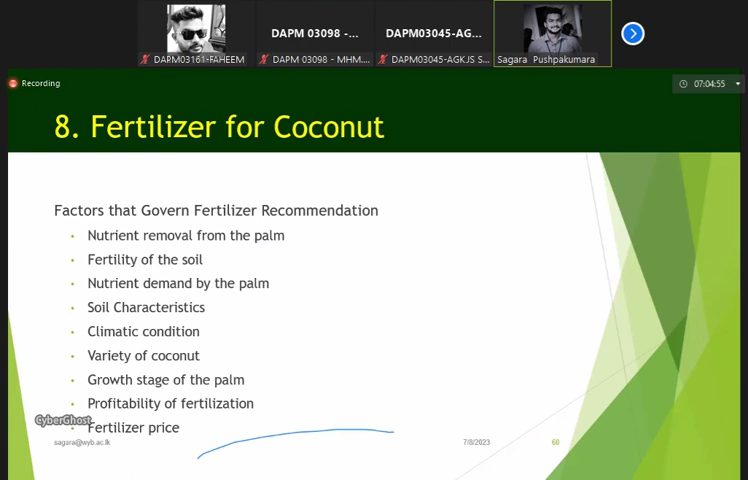 DAPM 03098 -...
DAPM03045-AG...
DARM03161-FAHEEM
DAPM 03098 - MHM....
DAPM03045-AGKJS S...
Sagara Pushpakumara
Recording
07:04:55
8. Fertilizer for Coconut
Factors that Govern Fertilizer Recommendation
• Nutrient removal from the palm
• Fertility of the soil
• Nutrient demand by the palm
• Soil Characteristics
• Climatic condition
• Variety of coconut
• Growth stage of the palm
• Profitability of fertilization
CyberGhost
• Fertilizer price
sagara@wyb.ac.lk
7/8/2023
60